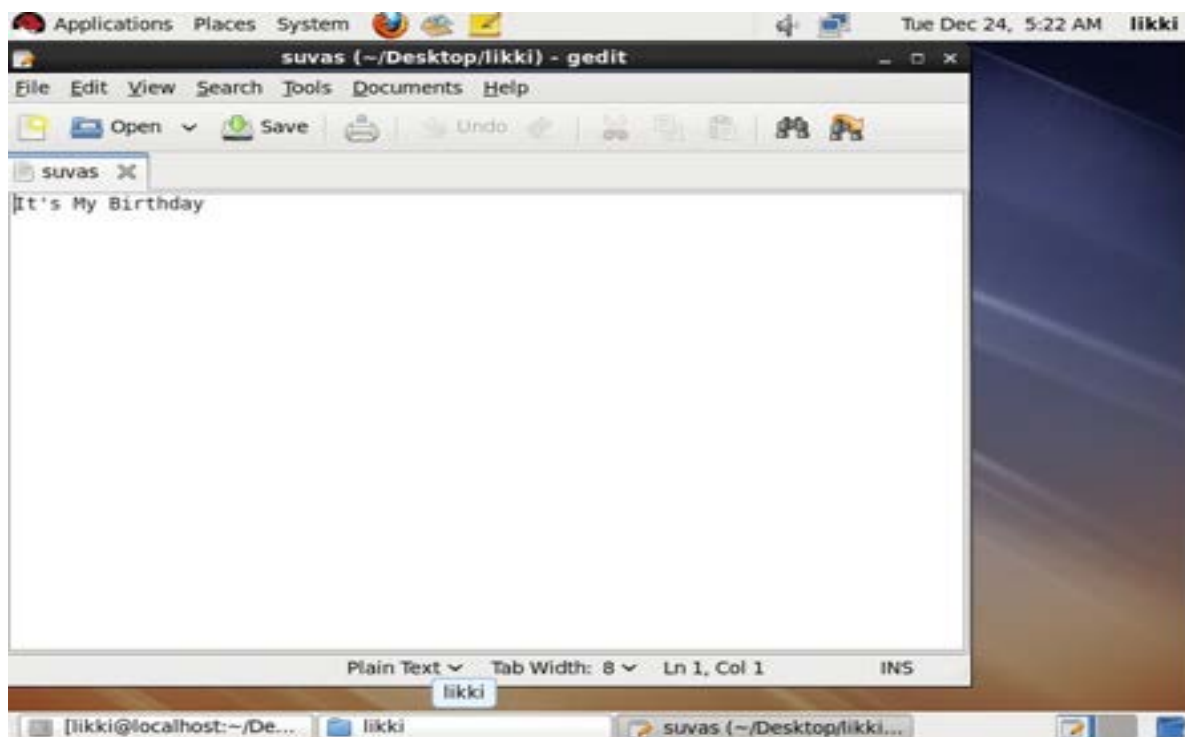 Applications Places System Tue Dec 24, 5:22 AM likki
suvas (~/Desktop/likki) - gedit
File Edit View Search Tools Documents Help
Open Save Undo
suvas
It's My Birthday
Plain Text Tab Width: 8 Ln 1, Col 1 INS
likki
[likki@localhost:~/De... likki suvas (~/Desktop/likki...